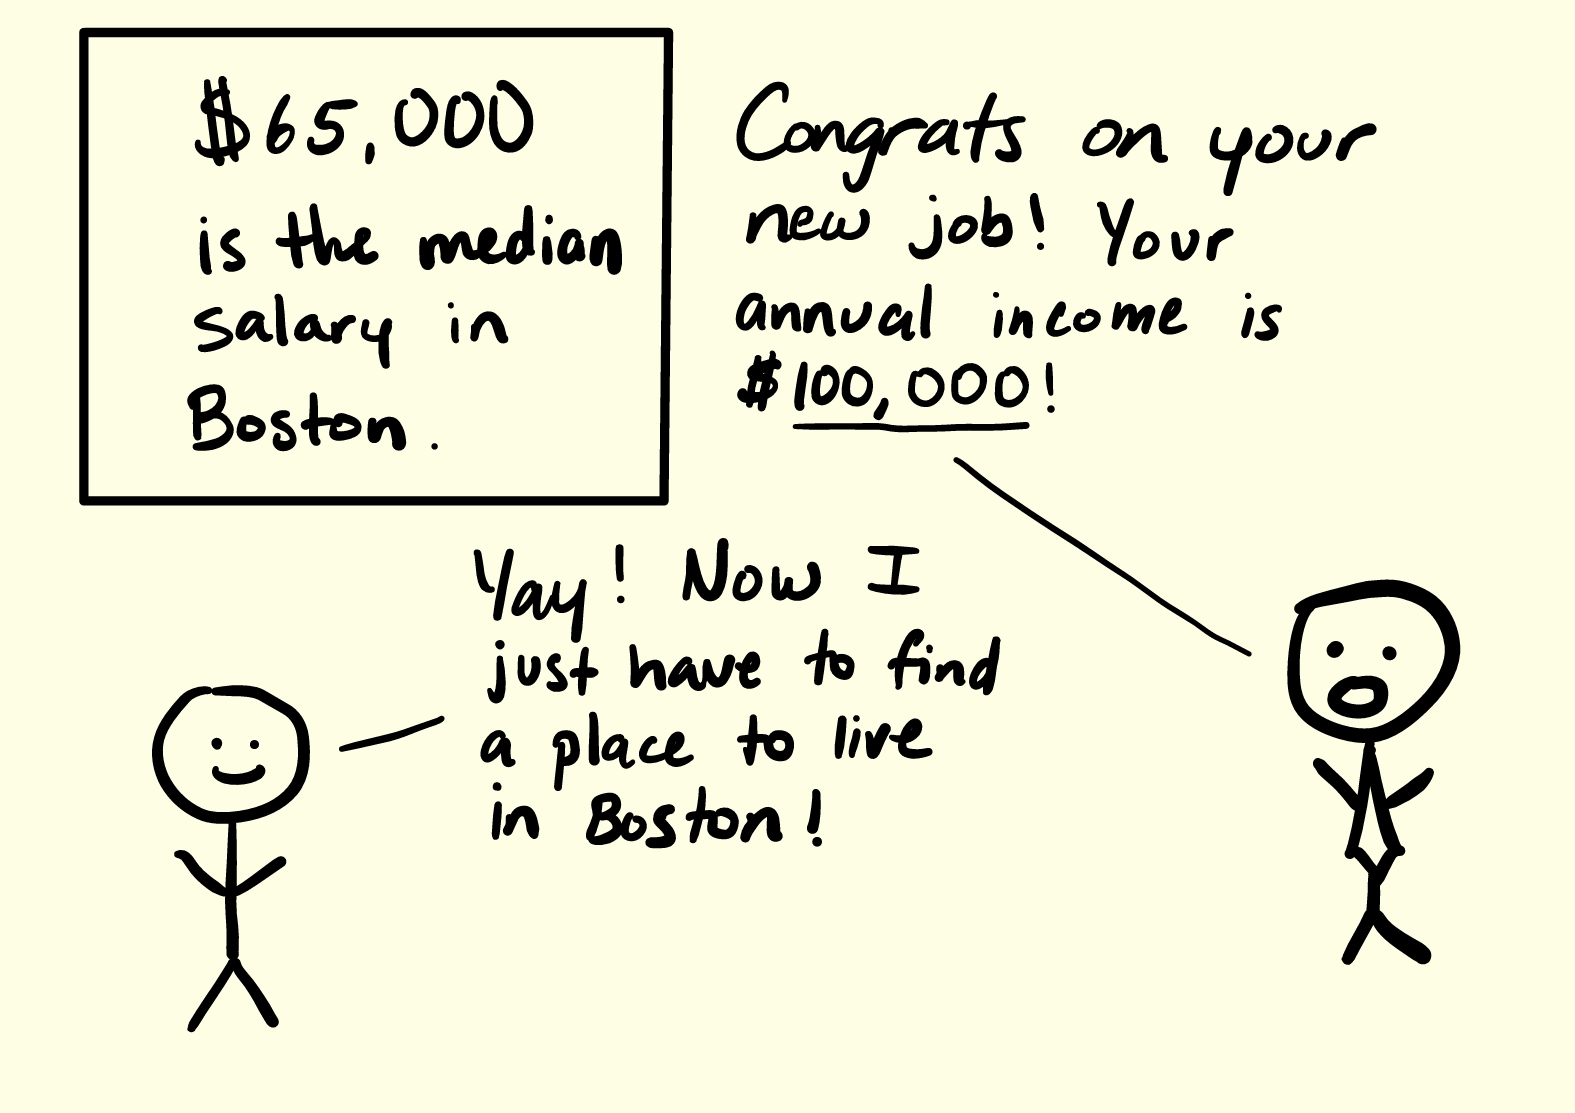 $65,000
is the median
salary in
Boston.
Congrats on your
new job! Your
annual income is
$100,000!
Yay! Now I
just have to find
a place to live
in Boston!